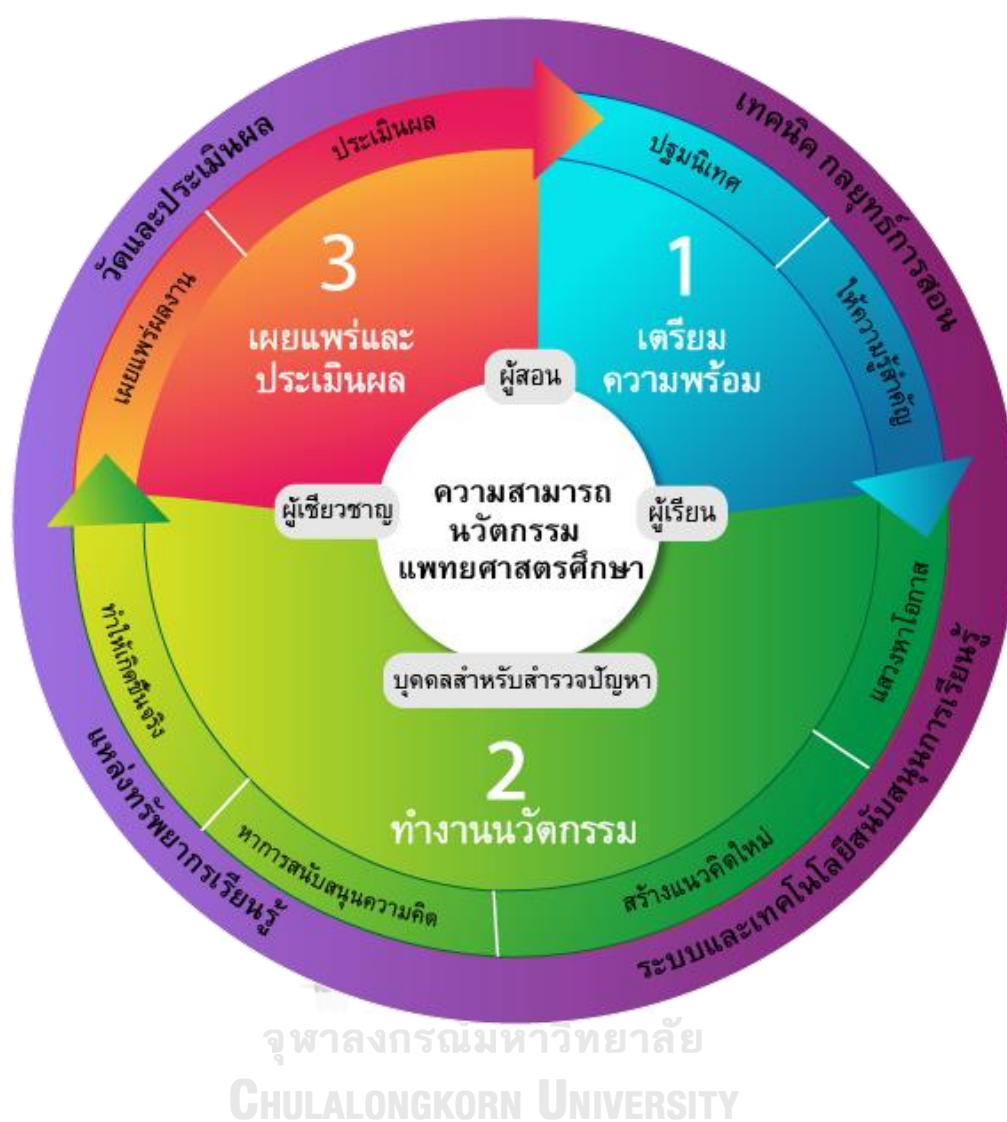 เทคนิค กลยุทธ์การสอน
วัดและประเมินผล
ประเมินผล
ปฐมนิเทศ
ให้ความรู้สำคัญ
เผยแพร่ผลงาน
3
เผยแพร่และ
ประเมินผล
1
เตรียม
ความพร้อม
ผู้สอน
ผู้เชียวชาญ
ผู้เรียน
ความสามารถ
นวัตกรรม
แพทยศาสตรศึกษา
บุคคลสำหรับสำรวจปัญหา
2
ทำงานนวัตกรรม
แสวงหาโอกาส
สร้างแนวคิดใหม่
หาการสนับสนุนความคิด
ทำให้เกิดขึ้นจริง
แหล่งทรัพยากรเรียนรู้
ระบบและเทคโนโลยีสนับสนุนการเรียนรู้
จุฬาลงกรณ์มหาวิทยาลัย
CHULALONGKORN UNIVERSITY